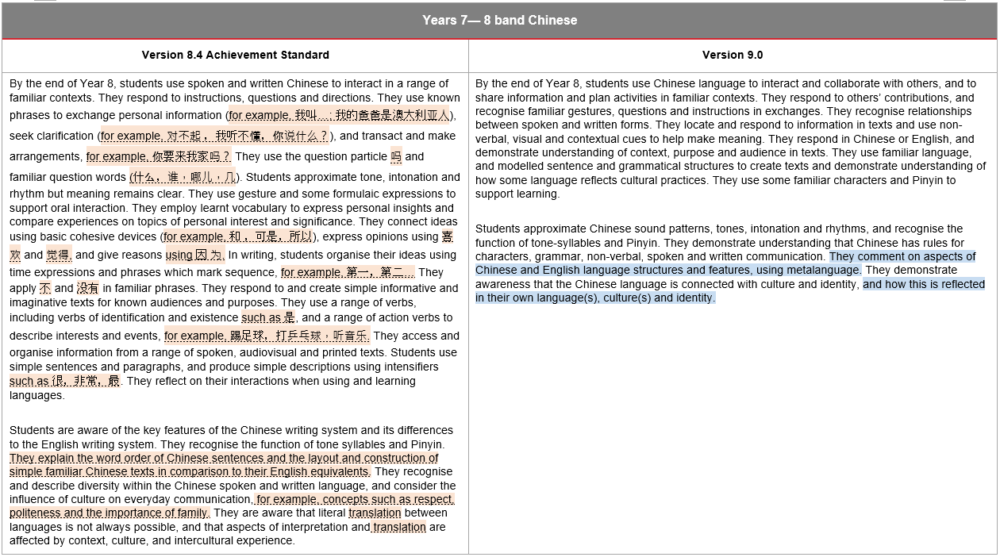 Years 7— 8 band Chinese
Version 8.4 Achievement Standard
By the end of Year 8, students use spoken and written Chinese to interact in a range of
familiar contexts. They respond to instructions, questions and directions. They use known
phrases to exchange personal information (for example, 我叫…; 我的爸爸是澳大利亚人),
seek clarification (for example, 对不起，我听不懂，你说什么？), and transact and make
arrangements, for example, 你要来我家吗？ They use the question particle 吗 and
familiar question words (什么，谁，哪儿，几). Students approximate tone, intonation and
rhythm but meaning remains clear. They use gesture and some formulaic expressions to
support oral interaction. They employ learnt vocabulary to express personal insights and
compare experiences on topics of personal interest and significance. They connect ideas
using basic cohesive devices (for example, 和，可是，所以), express opinions using 喜
欢 and 觉得, and give reasons using 因为. In writing, students organise their ideas using
time expressions and phrases which mark sequence, for example, 第一，第二… They
apply 不 and 没有 in familiar phrases. They respond to and create simple informative and
imaginative texts for known audiences and purposes. They use a range of verbs,
including verbs of identification and existence such as 是, and a range of action verbs to
describe interests and events, for example, 踢足球，打乒乓球，听音乐. They access and
organise information from a range of spoken, audiovisual and printed texts. Students use
simple sentences and paragraphs, and produce simple descriptions using intensifiers
such as 很，非常，最. They reflect on their interactions when using and learning
languages.
Students are aware of the key features of the Chinese writing system and its differences
to the English writing system. They recognise the function of tone syllables and Pinyin.
They explain the word order of Chinese sentences and the layout and construction of
simple familiar Chinese texts in comparison to their English equivalents. They recognise
and describe diversity within the Chinese spoken and written language, and consider the
influence of culture on everyday communication, for example, concepts such as respect,
politeness and the importance of family. They are aware that literal translation between
languages is not always possible, and that aspects of interpretation and translation are
affected by context, culture, and intercultural experience.
Version 9.0
By the end of Year 8, students use Chinese language to interact and collaborate with others, and to
share information and plan activities in familiar contexts. They respond to others' contributions, and
recognise familiar gestures, questions and instructions in exchanges. They recognise relationships
between spoken and written forms. They locate and respond to information in texts and use non-
verbal, visual and contextual cues to help make meaning. They respond in Chinese or English, and
demonstrate understanding of context, purpose and audience in texts. They use familiar language,
and modelled sentence and grammatical structures to create texts and demonstrate understanding of
how some language reflects cultural practices. They use some familiar characters and Pinyin to
support learning.
Students approximate Chinese sound patterns, tones, intonation and rhythms, and recognise the
function of tone-syllables and Pinyin. They demonstrate understanding that Chinese has rules for
characters, grammar, non-verbal, spoken and written communication. They comment on aspects of
Chinese and English language structures and features, using metalanguage. They demonstrate
awareness that the Chinese language is connected with culture and identity, and how this is reflected
in their own language(s), culture(s) and identity.